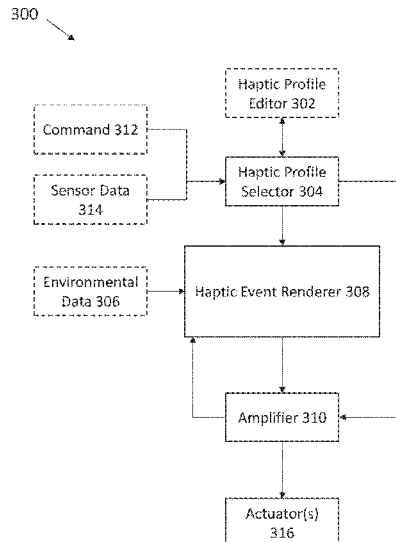 300
Haptic Profile
Editor 302
Command 312
Haptic Profile
Selector 304
Sensor Data
314
Environmental
Data 306
Haptic Event Renderer 308
Amplifier 310
Actuator(s)
316